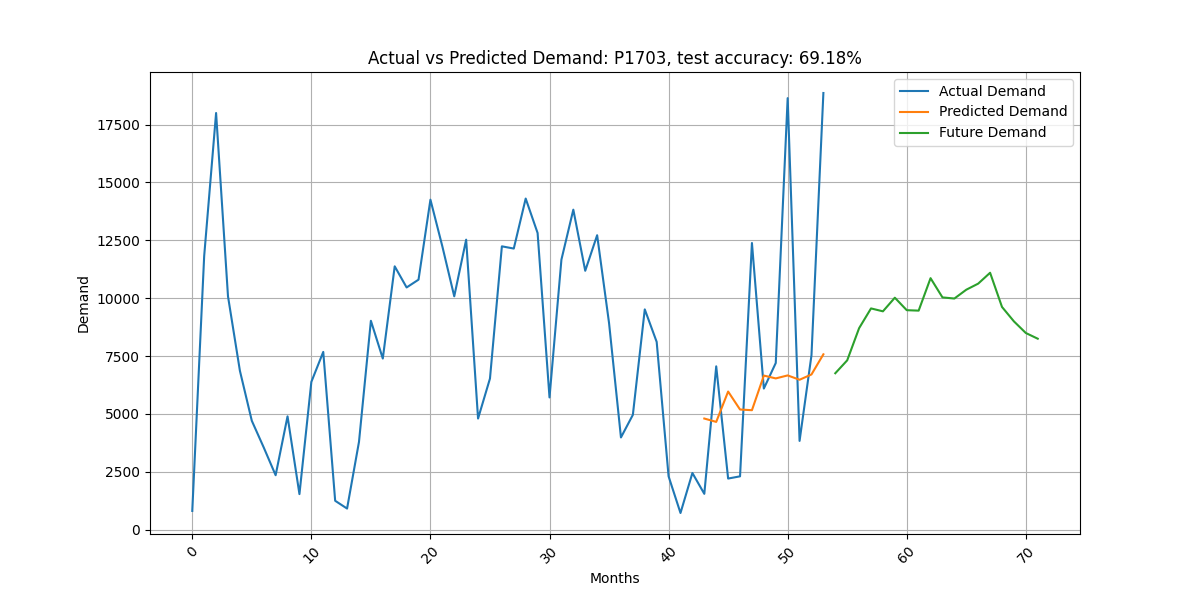 Actual vs Predicted Demand: P1703, test accuracy: 69.18%
Actual Demand
Predicted Demand
Future Demand
17500
15000
12500
10000
7500
5000
2500
0
Demand
0 10 20 30 40 50 60 70
Months